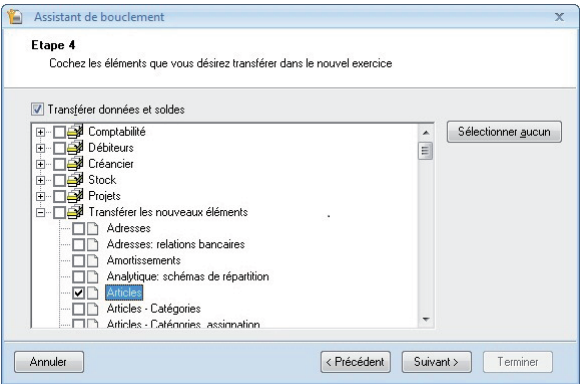 Assistant de bouclement
Etape 4
Cochez les éléments que vous désirez transférer dans le nouvel exercice
Transférer données et soldes
Sélectionner aucun
Comptabilité
Débiteurs
Créancier
Stock
Projets
Transférer les nouveaux éléments
Adresses
Adresses: relations bancaires
Amortissements
Analytique: schémas de répartition
Articles
Articles - Catégories
Articles - Catégories, assignation
Annuler
< Précédent
Suivant >
Terminer